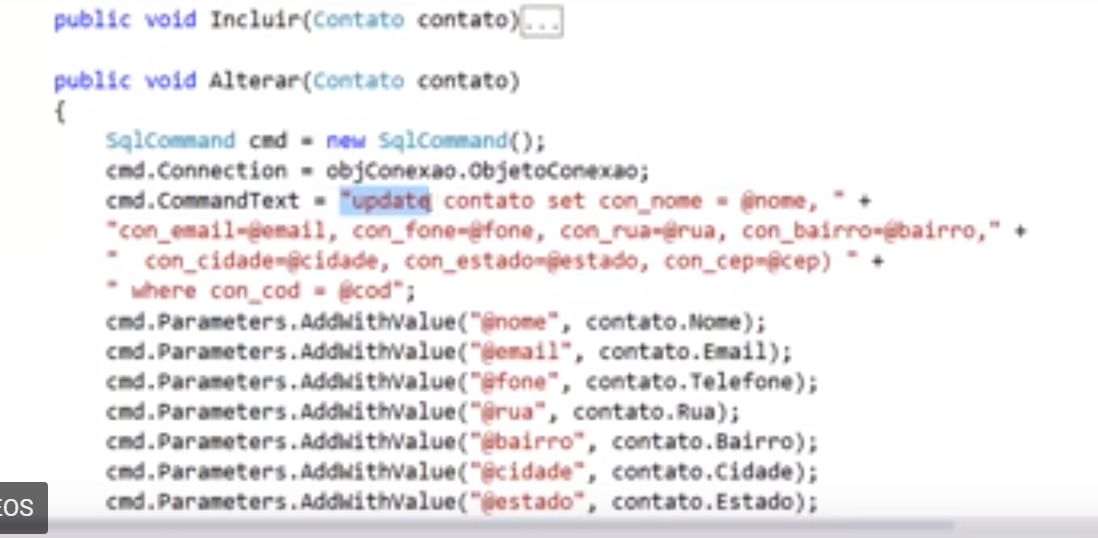 public void Incluir(Contato contato)...
public void Alterar(Contato contato)
{
SqlCommand cmd = new SqlCommand();
cmd.Connection = objConexao.ObjetoConexao;
cmd.CommandText = "update contato set con_nome = @nome, " +
"con_email=@email, con_fone=@fone, con_rua=@rua, con_bairro=@bairro," +
" con_cidade=@cidade, con_estado=@estado, con_cep=@cep) " +
" where con_cod = @cod";
cmd.Parameters.AddWithValue("@nome", contato.Nome);
cmd.Parameters.AddWithValue("@email", contato.Email);
cmd.Parameters.AddWithValue("@fone", contato.Telefone);
cmd.Parameters.AddWithValue("@rua", contato.Rua);
cmd.Parameters.AddWithValue("@bairro", contato.Bairro);
cmd.Parameters.AddWithValue("@cidade", contato.Cidade);
cmd.Parameters.AddWithValue("@estado", contato.Estado);
EOS